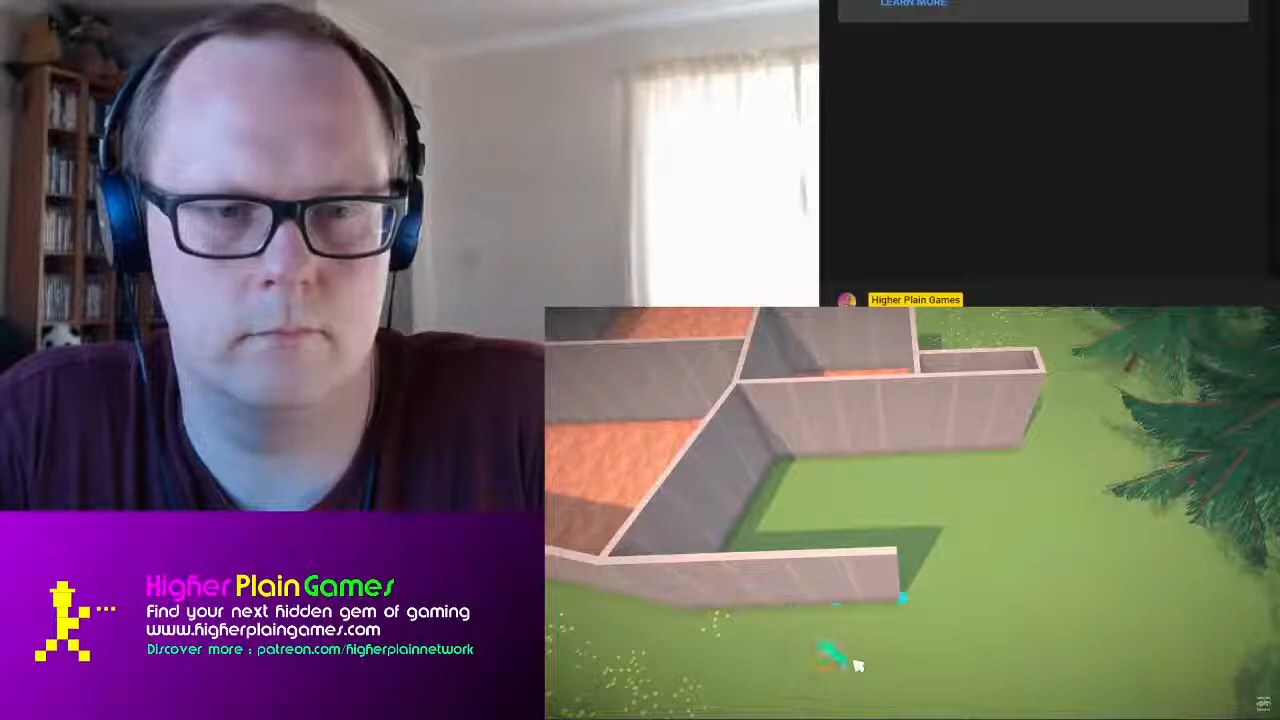 LEARN MORE
Higher Plain Games
Higher Plain Games
Find your next hidden gem of gaming
www.higherplaingames.com
Discover more : patreon.com/higherplainnetwork